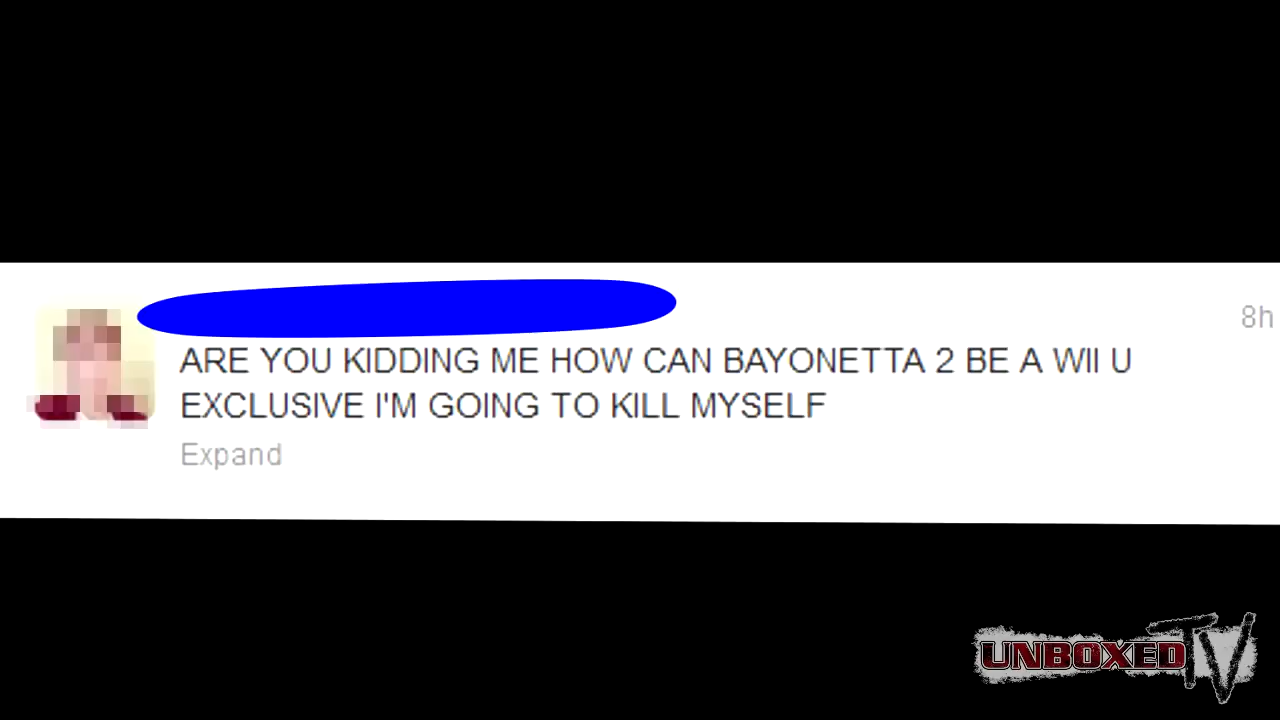 8h
ARE YOU KIDDING ME HOW CAN BAYONETTA 2 BE A WII U
EXCLUSIVE I'M GOING TO KILL MYSELF
Expand
UNBOXED TV